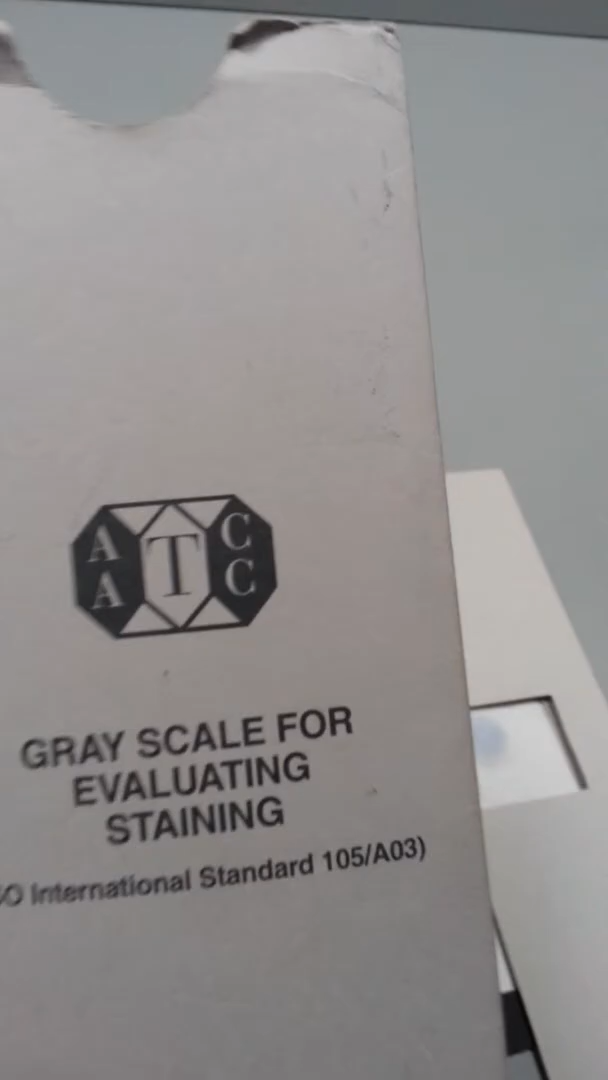 A T C
A C
GRAY SCALE FOR
EVALUATING
STAINING
International Standard 105/A03)